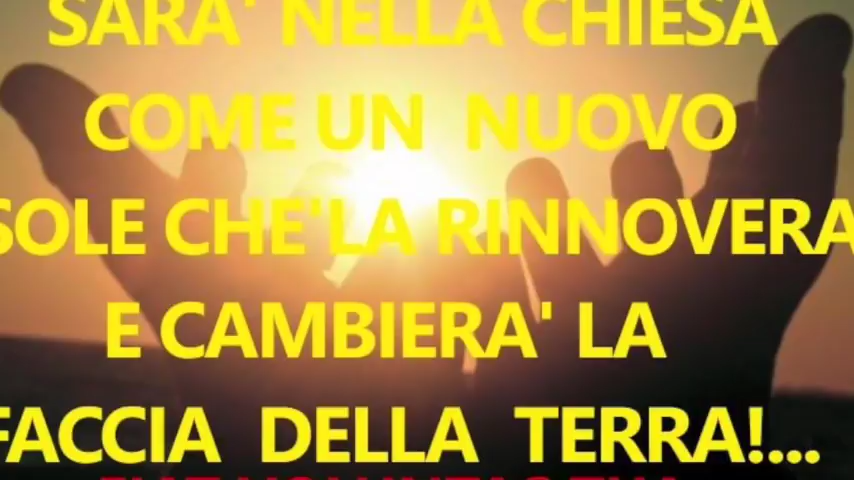 SARA' NELLA CHIESA
COME UN NUOVO
SOLE CHE'LA RINNOVERA
E CAMBIERA' LA
FACCIA DELLA TERRA!...